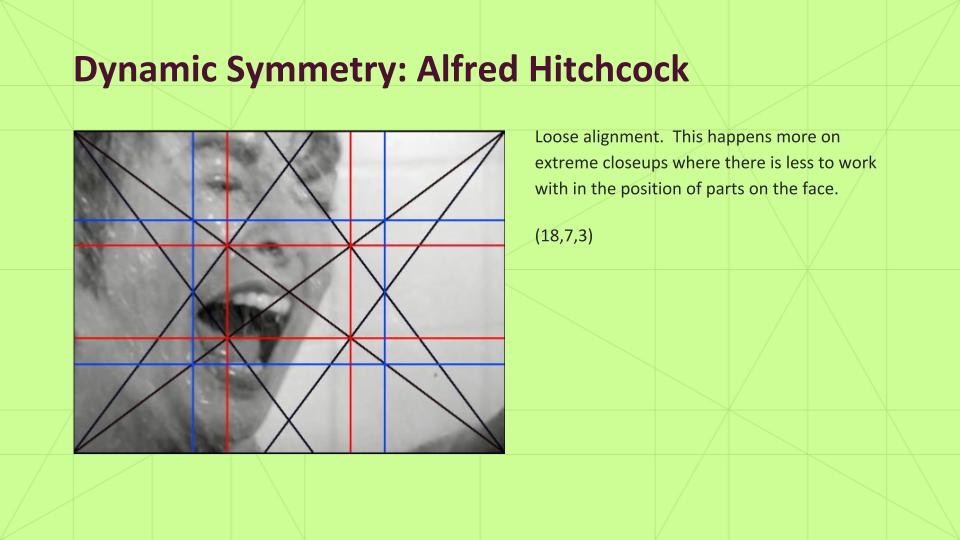 Dynamic Symmetry: Alfred Hitchcock
Loose alignment.  This happens more on
extreme closeups where there is less to work
with in the position of parts on the face.
(18,7,3)